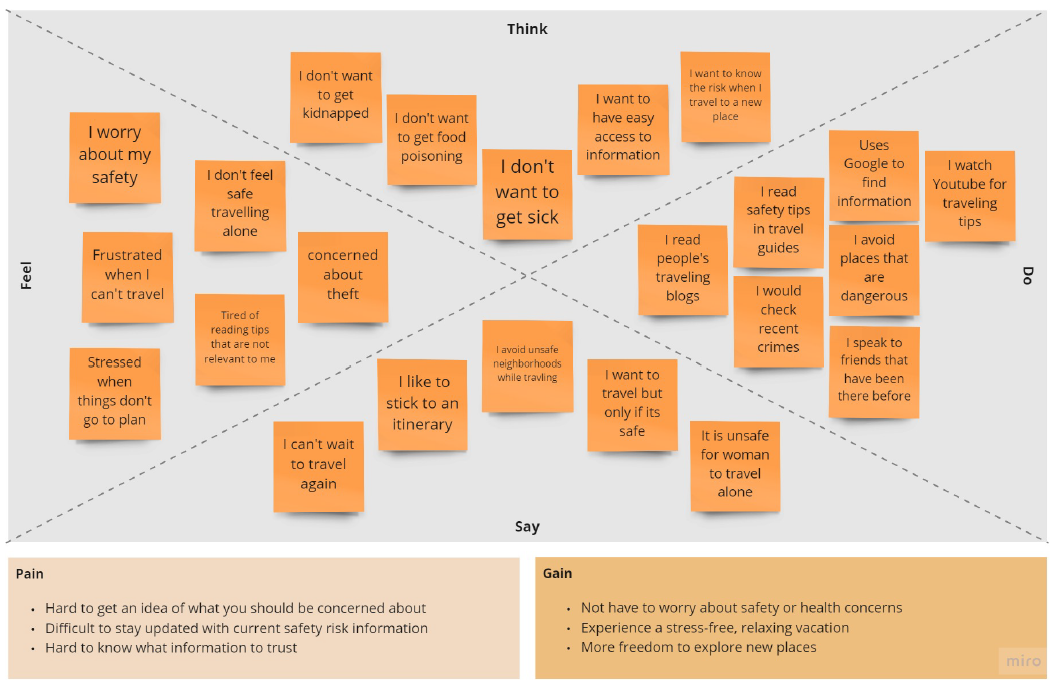 Think
I don't want
to get
kidnapped
I don't want
to get food
poisoning
I don't
want to
get sick
I want to
have easy
access to
information
I want to know
the risk when I
travel to a new
place
Feel
I worry
about my
safety
I don't feel
safe
travelling
alone
Frustrated
when I
can't travel
concerned
about
theft
Tired of
reading tips
that are not
relevant to me
Stressed
when
things don't
go to plan
Do
Uses
Google to
find
information
I watch
Youtube for
traveling
tips
I read
safety tips
in travel
guides
I read
people's
traveling
blogs
I avoid
places that
are
dangerous
I would
check
recent
crimes
I speak to
friends that
have been
there before
I can't wait
to travel
again
I like to
stick to an
itinerary
I avoid unsafe
neighborhoods
while travling
I want to
travel but
only if its
safe
It is unsafe
for woman
to travel
alone
Say
Pain
• Hard to get an idea of what you should be concerned about
• Difficult to stay updated with current safety risk information
• Hard to know what information to trust
Gain
• Not have to worry about safety or health concerns
• Experience a stress-free, relaxing vacation
• More freedom to explore new places
miro